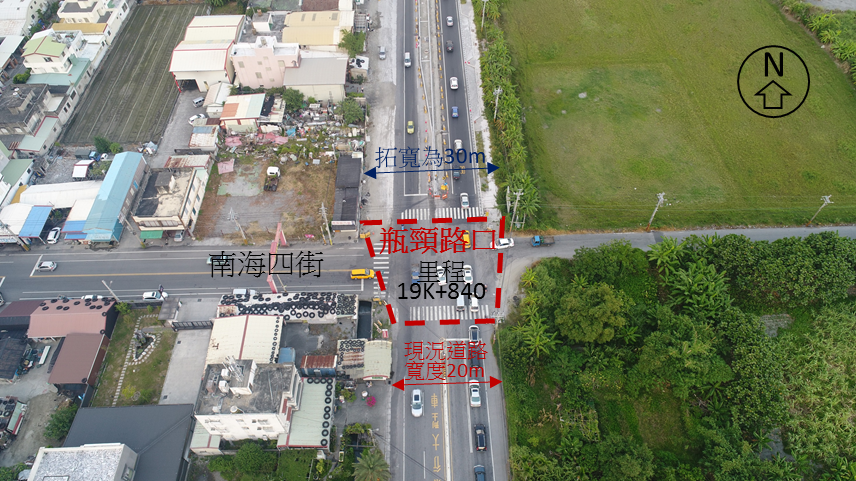 N
拓寬為30m
瓶頸路口
里程
19K+840
南海四街
現況道路
寬度20m